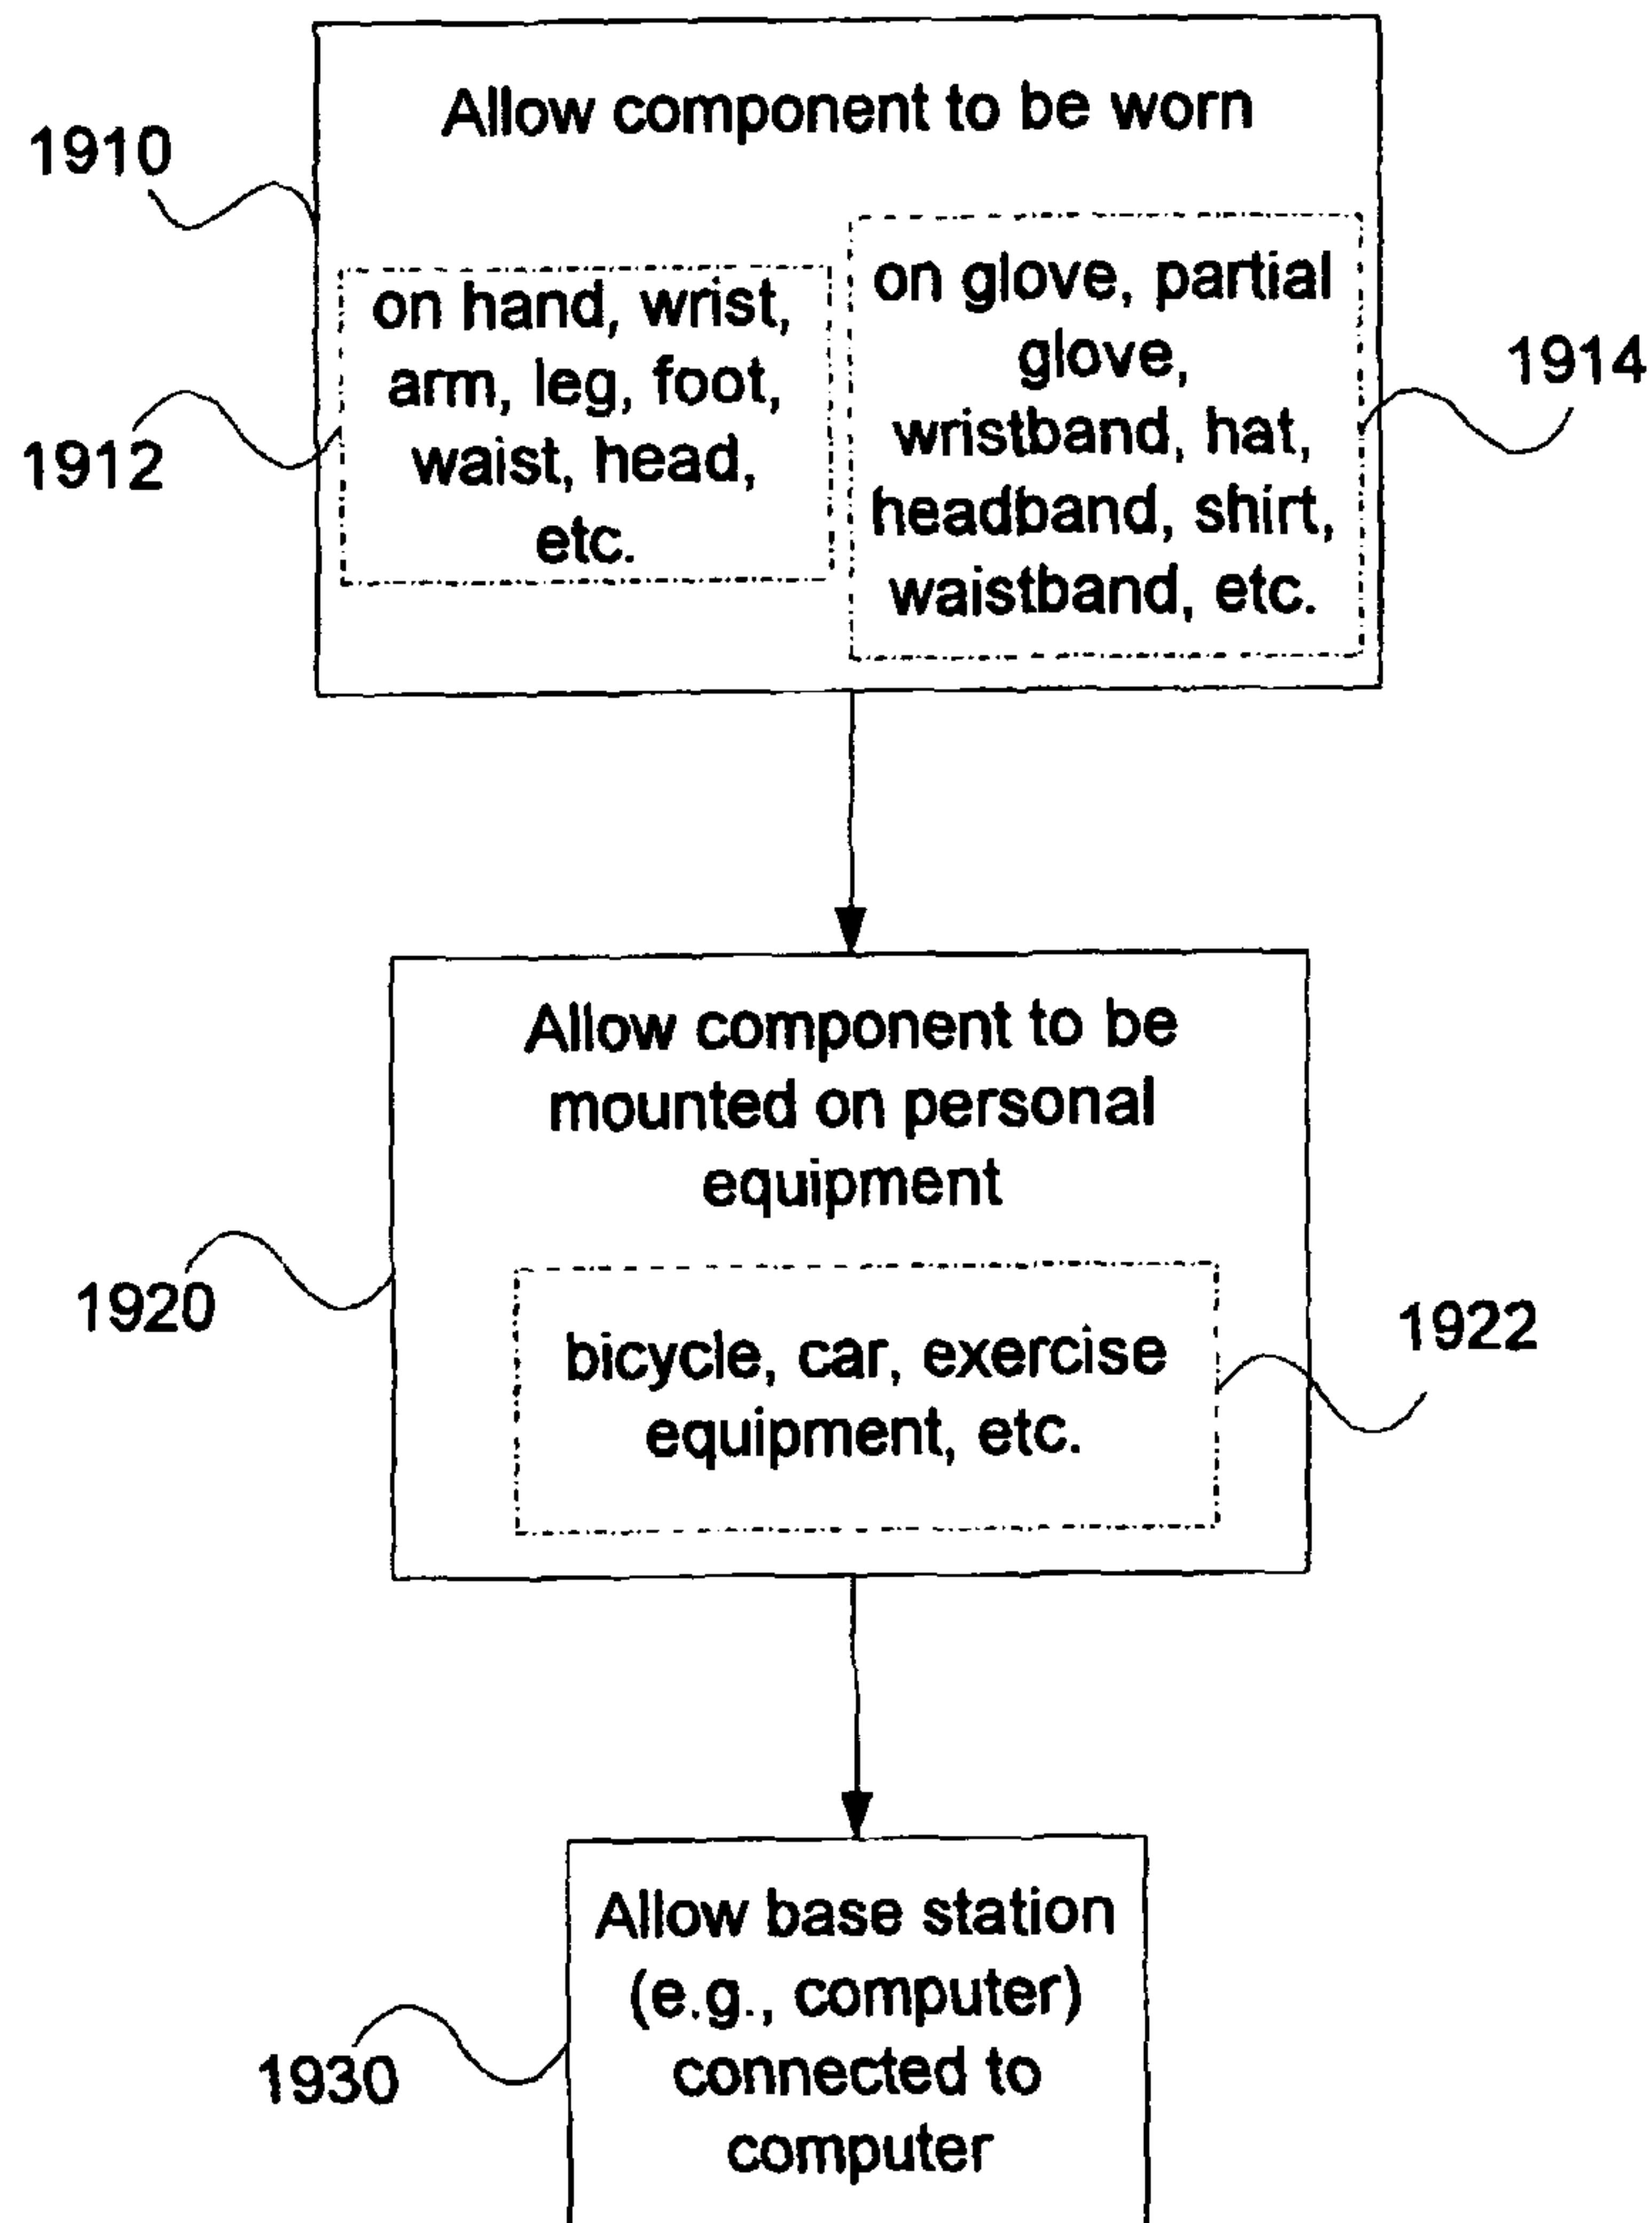 Allow component to be worn
1910
on hand, wrist,
arm, leg, foot,
waist, head,
etc.
1912
on glove, partial
glove,
wristband, hat,
headband, shirt,
waistband, etc.
1914
Allow component to be
mounted on personal
equipment
1920
bicycle, car, exercise
equipment, etc.
1922
Allow base station
(e.g., computer)
connected to
computer
1930